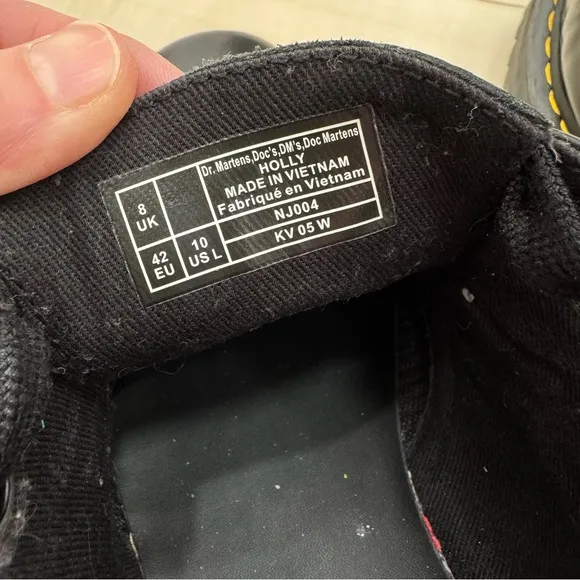 Dr. Martens,Doc's,DM's,Doc Martens
HOLLY
MADE IN VIETNAM
Fabriqué en Vietnam
NJ004
KV 05 W
8
UK
42
EU
10
US L